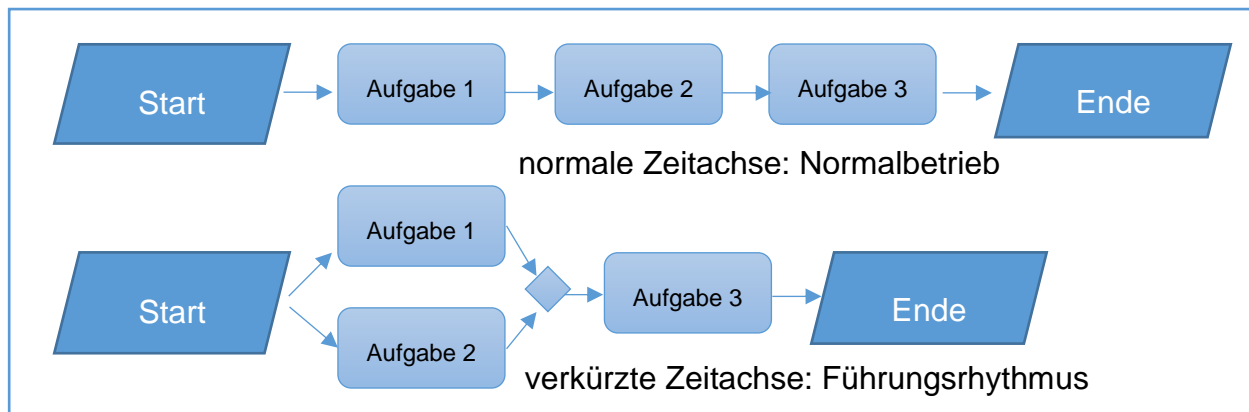 Start
Aufgabe 1
Aufgabe 2
Aufgabe 3
Ende
normale Zeitachse: Normalbetrieb
Start
Aufgabe 1
Aufgabe 2
Aufgabe 3
Ende
verkürzte Zeitachse: Führungsrhythmus